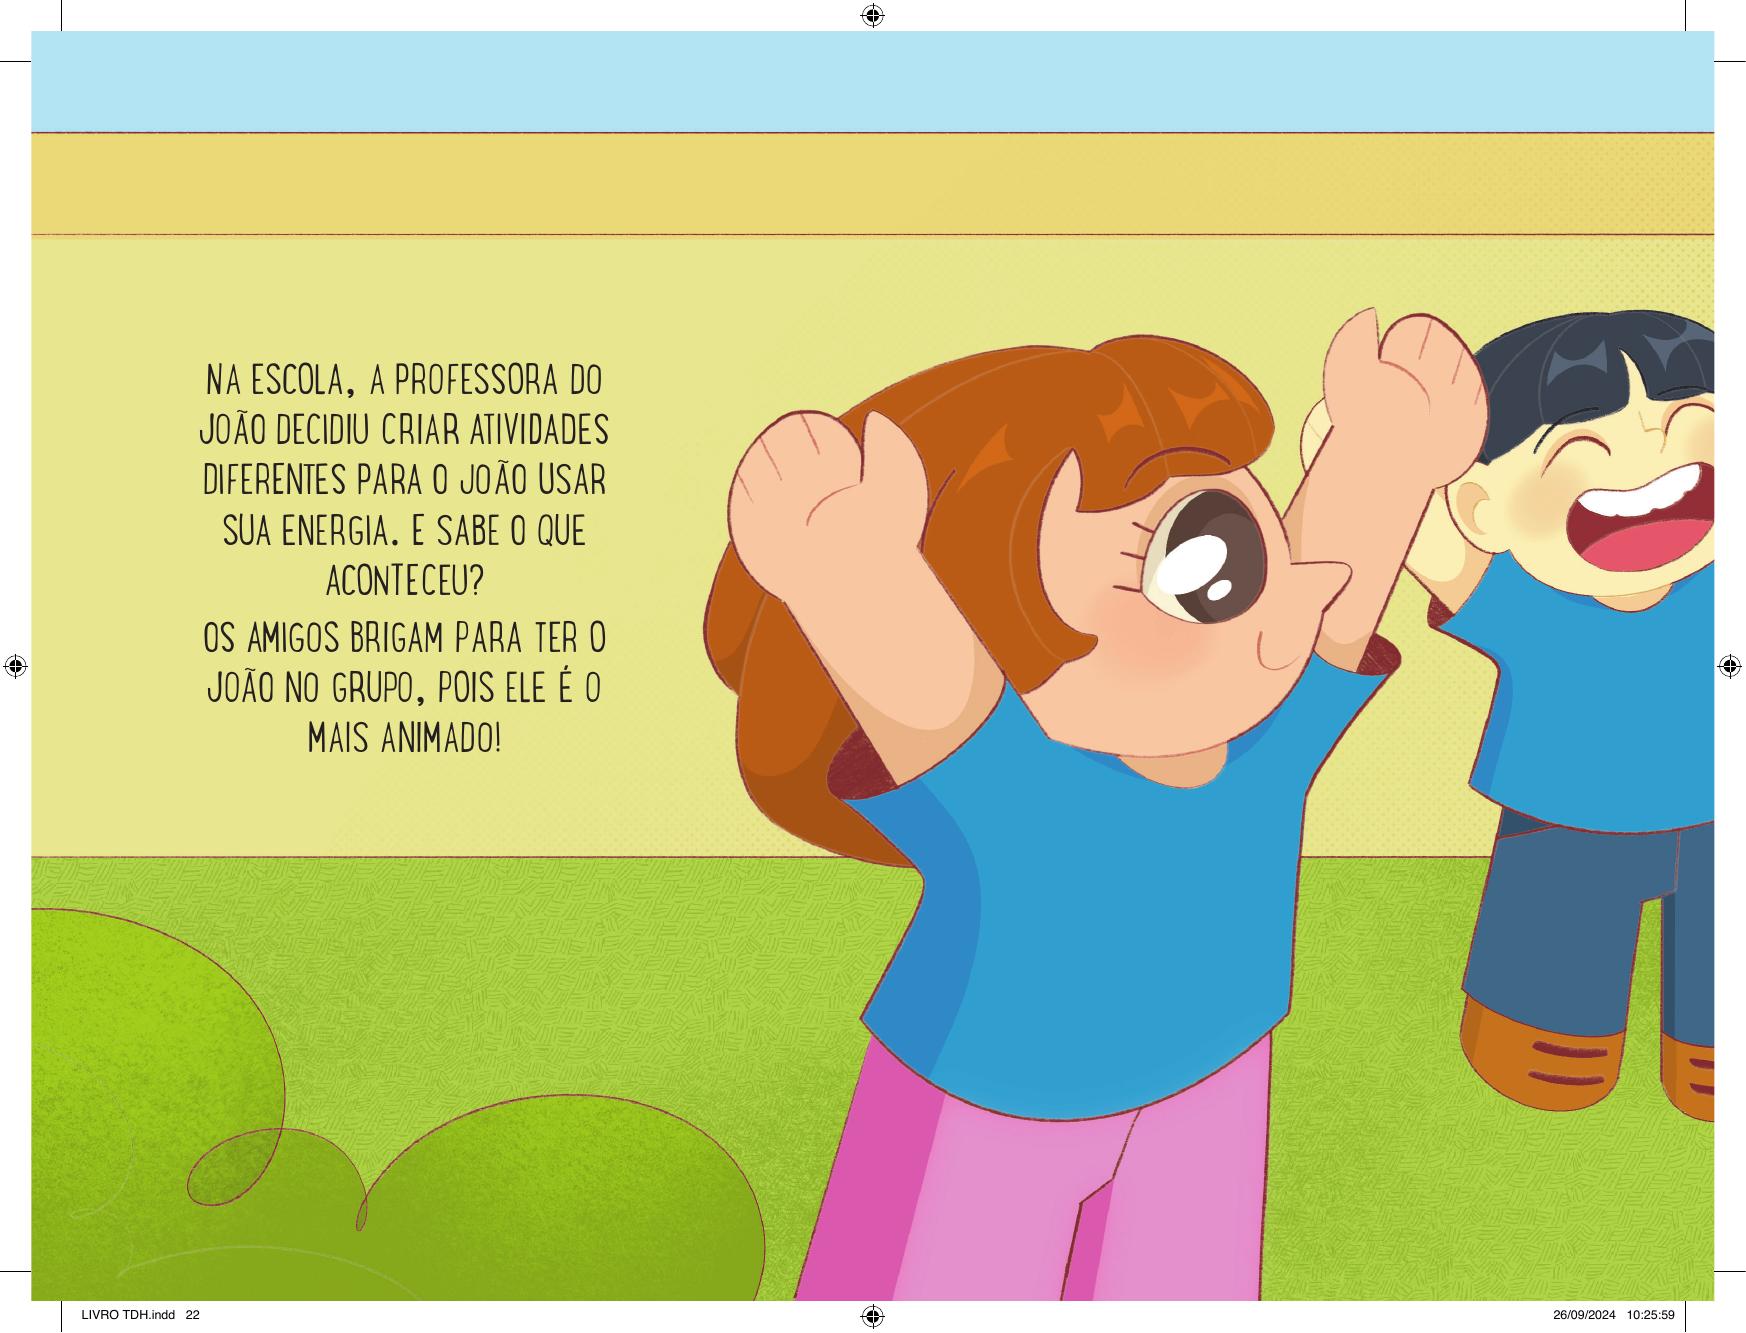 NA ESCOLA, A PROFESSORA DO
JOÃO DECIDIU CRIAR ATIVIDADES
DIFERENTES PARA O JOÃO USAR
SUA ENERGIA. E SABE O QUE
ACONTECEU?
OS AMIGOS BRIGAM PARA TER O
JOÃO NO GRUPO, POIS ELE É O
MAIS ANIMADO!
LIVRO TDH.indd 22
26/09/2024 10:25:59